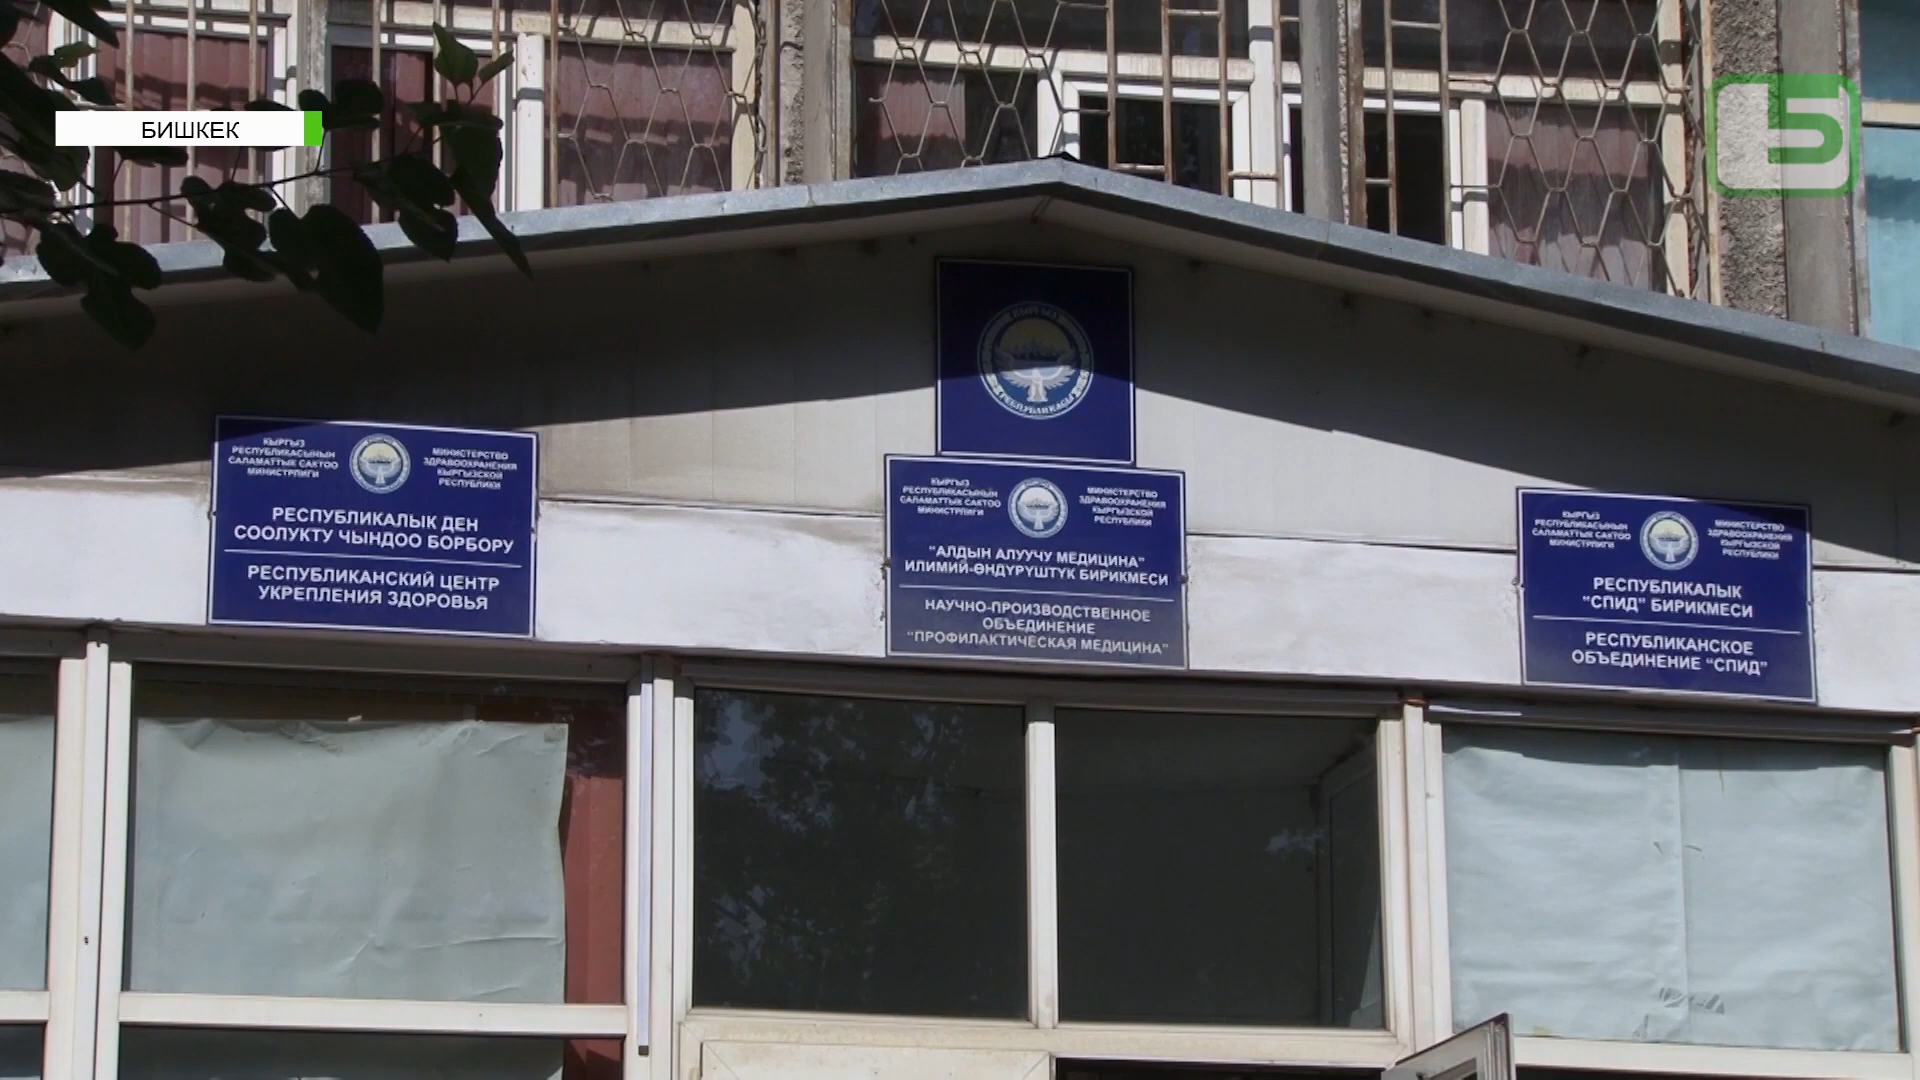 БИШКЕК
5
РЕСПУБЛИКАСЫ
КЫРГЫЗ
РЕСПУБЛИКАСЫНЫН
САЛАМАТТЫК САКТОО
МИНИСТРЛИГИ
МИНИСТЕРСТВО
ЗДРАВООХРАНЕНИЯ
КЫРГЫЗСКОЙ
РЕСПУБЛИКИ
РЕСПУБЛИКАЛЫК ДЕН
СООЛУКТУ ЧЫНДОО БОРБОРУ
РЕСПУБЛИКАНСКИЙ ЦЕНТР
УКРЕПЛЕНИЯ ЗДОРОВЬЯ
КЫРГЫЗ
РЕСПУБЛИКАСЫНЫН
САЛАМАТТЫК САКТОО
МИНИСТРЛИГИ
МИНИСТЕРСТВО
ЗДРАВООХРАНЕНИЯ
КЫРГЫЗСКОЙ
РЕСПУБЛИКИ
"АЛДЫН АЛУУЧУ МЕДИЦИНА"
ИЛИМИЙ-ӨНДҮРҮШТҮК БИРИКМЕСИ
НАУЧНО-ПРОИЗВОДСТВЕННОЕ
ОБЪЕДИНЕНИЕ
"ПРОФИЛАКТИЧЕСКАЯ МЕДИЦИНА"
КЫРГЫЗ
РЕСПУБЛИКАСЫНЫН
САЛАМАТТЫК САКТОО
МИНИСТРЛИГИ
МИНИСТЕРСТВО
ЗДРАВООХРАНЕНИЯ
КЫРГЫЗСКОЙ
РЕСПУБЛИКИ
РЕСПУБЛИКАЛЫК
"СПИД" БИРИКМЕСИ
РЕСПУБЛИКАНСКОЕ
ОБЪЕДИНЕНИЕ "СПИД"